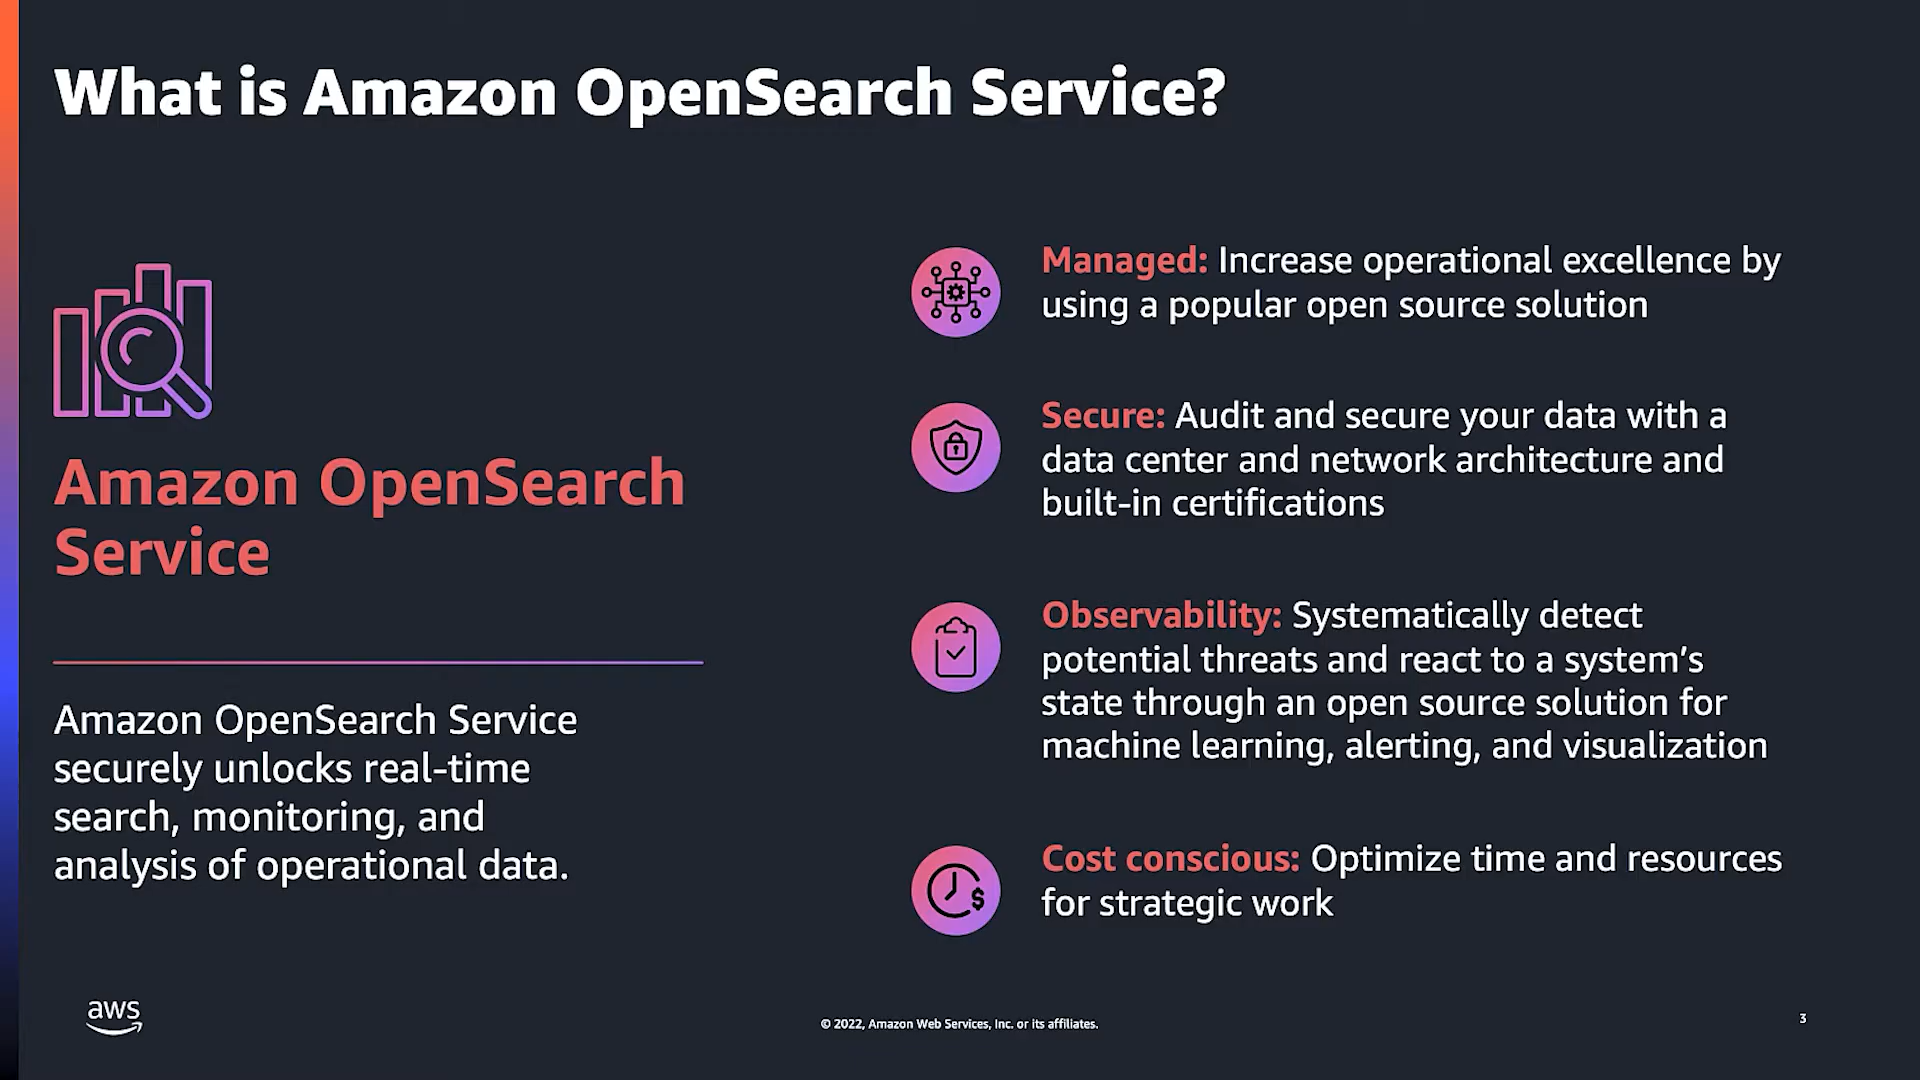 What is Amazon OpenSearch Service?
Amazon OpenSearch
Service
Amazon OpenSearch Service
securely unlocks real-time
search, monitoring, and
analysis of operational data.
Managed: Increase operational excellence by
using a popular open source solution
Secure: Audit and secure your data with a
data center and network architecture and
built-in certifications
Observability: Systematically detect
potential threats and react to a system’s
state through an open source solution for
machine learning, alerting, and visualization
Cost conscious: Optimize time and resources
for strategic work
$
aws
© 2022, Amazon Web Services, Inc. or its affiliates.
3